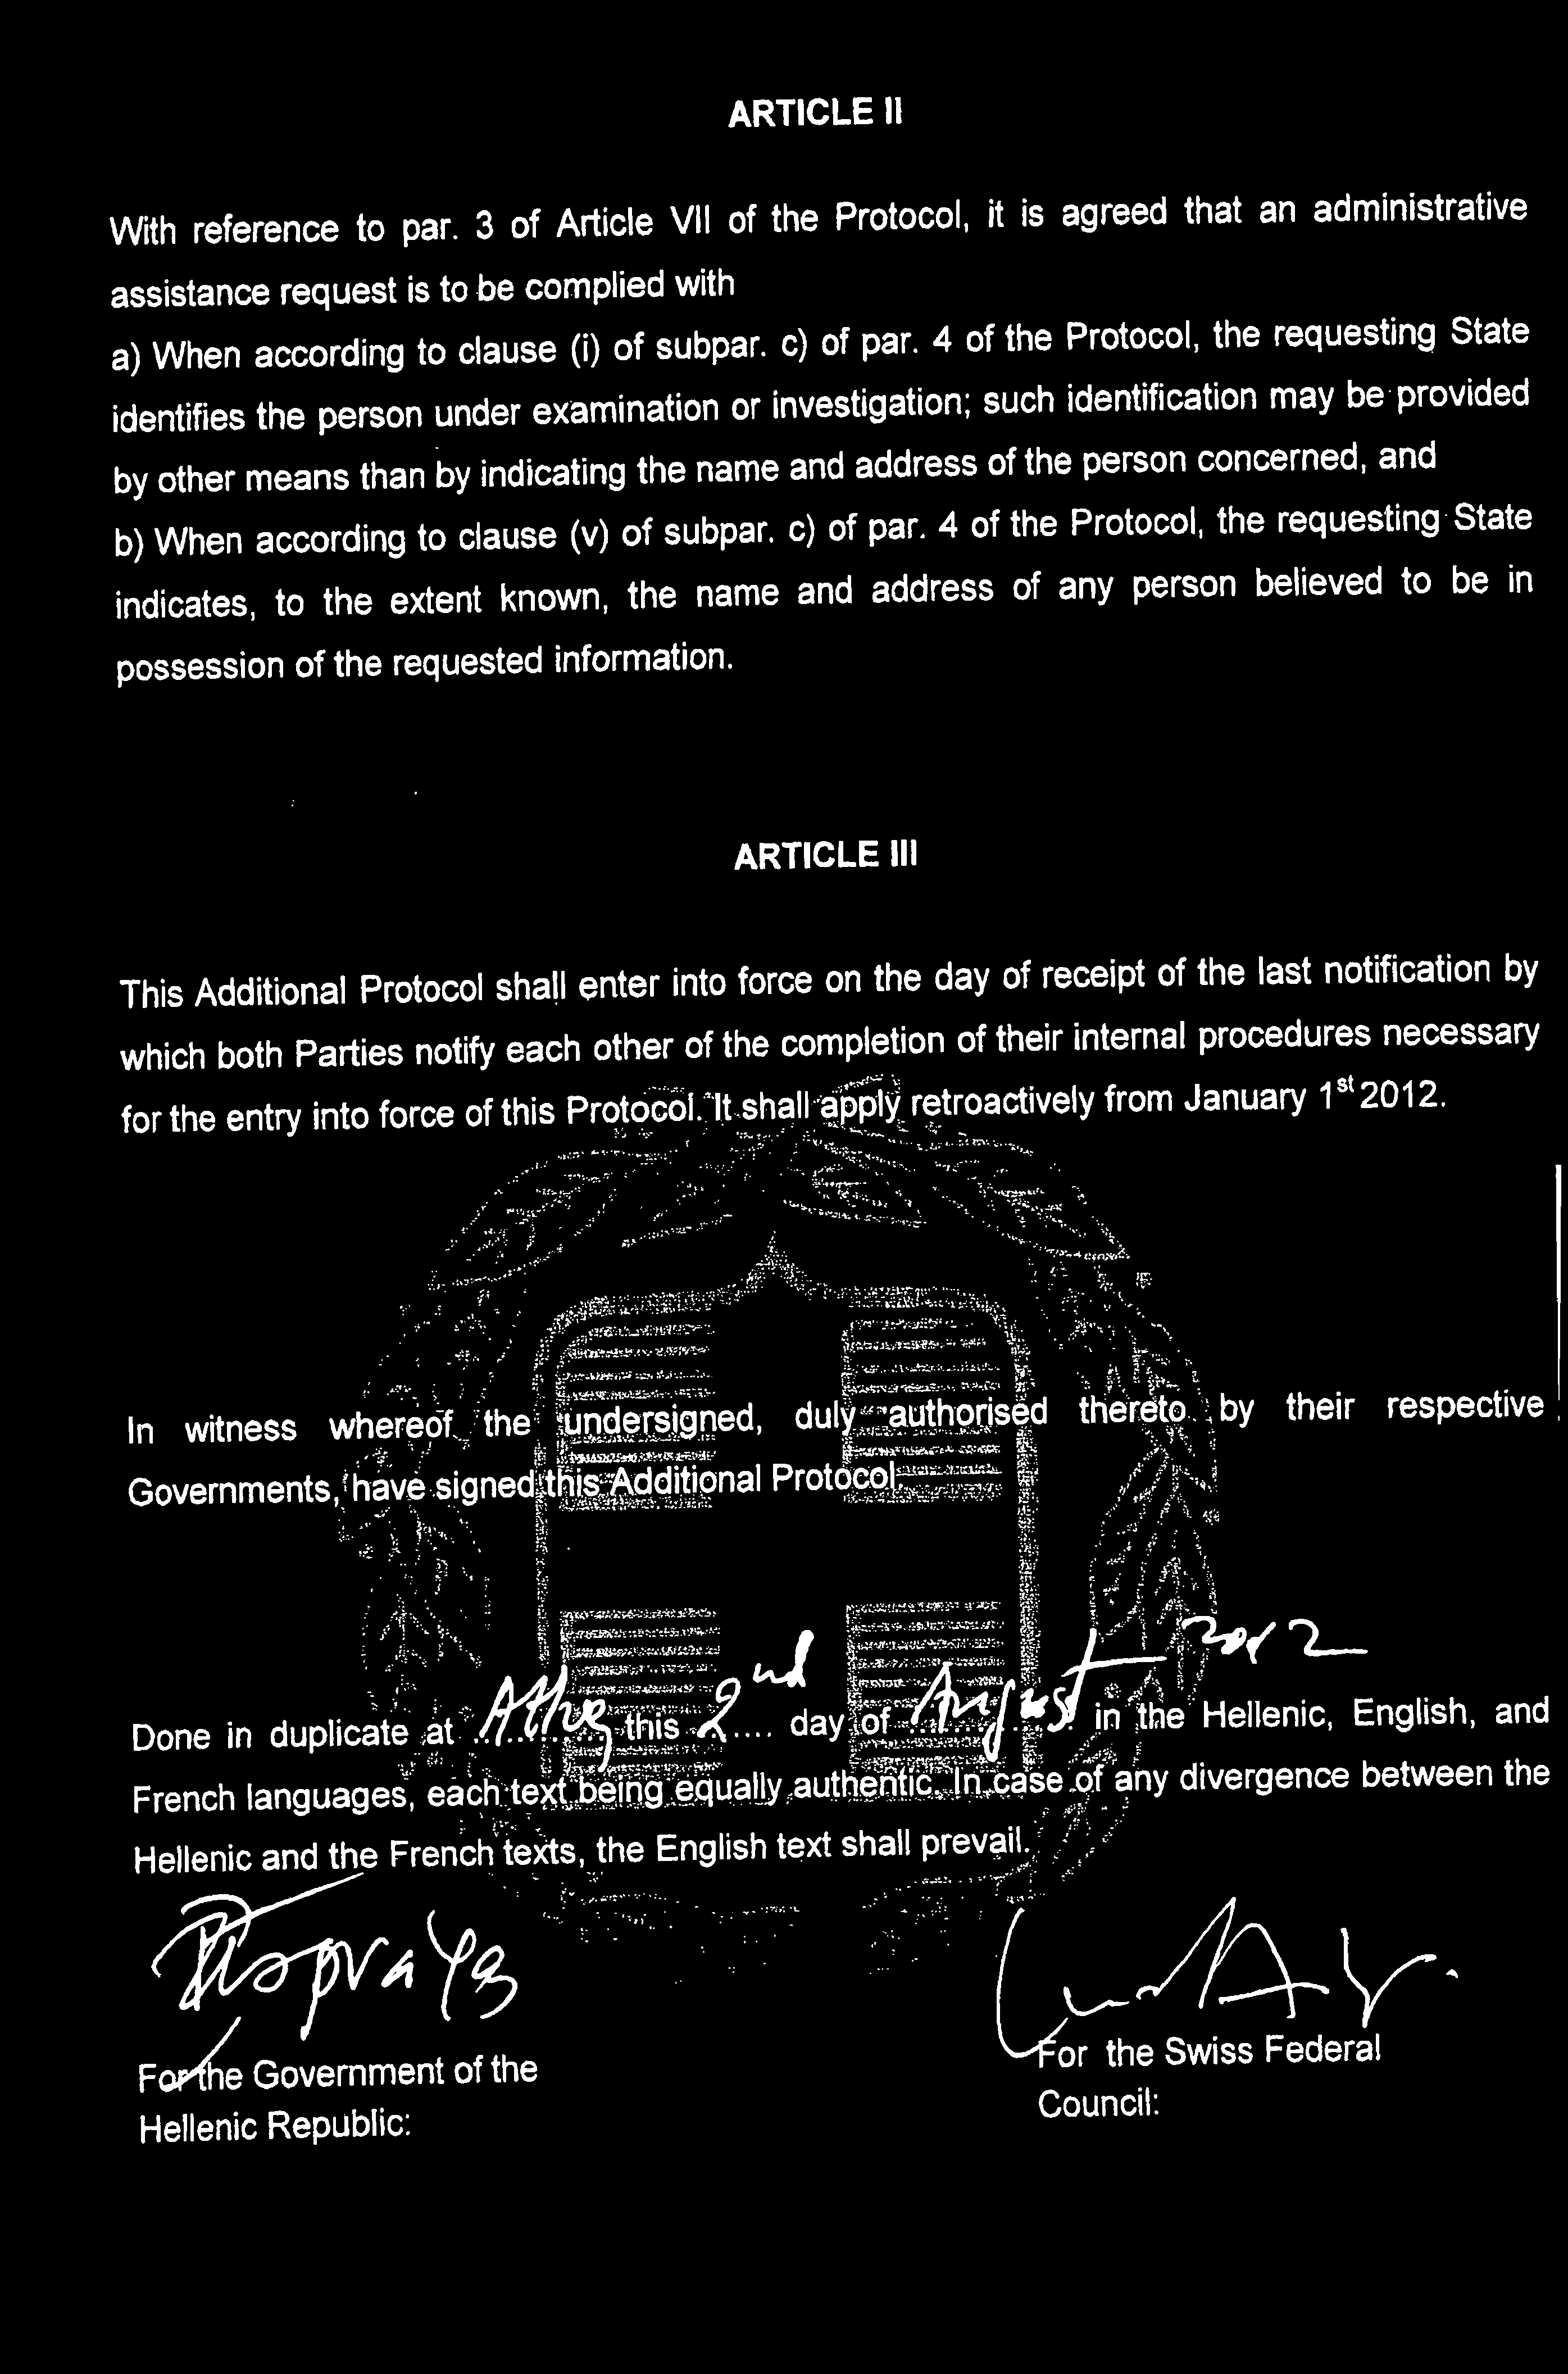 ARTICLE II
With reference to par. 3 of Article VII of the Protocol, it is agreed that an administrative
assistance request is to be complied with
a) When according to clause (i) of subpar. c) of par. 4 of the Protocol, the requesting State
identifies the person under examination or investigation; such identification may be provided
by other means than by indicating the name and address of the person concerned, and
b) When according to clause (v) of subpar. c) of par. 4 of the Protocol, the requesting State
indicates, to the extent known, the name and address of any person believed to be in
possession of the requested information.
ARTICLE III
This Additional Protocol shall enter into force on the day of receipt of the last notification by
which both Parties notify each other of the completion of their internal procedures necessary
for the entry into force of this Protocol. It shall apply retroactively from January 1st 2012.
In witness whereof the undersigned, duly authorised thereto by their respective
Governments, have signed this Additional Protocol.
2012
Done in duplicate at this 2nd .... day of August in the Hellenic, English, and
French languages, each text being equally authentic. In case of any divergence between the
Hellenic and the French texts, the English text shall prevail.
For the Government of the
Hellenic Republic:
For the Swiss Federal
Council: